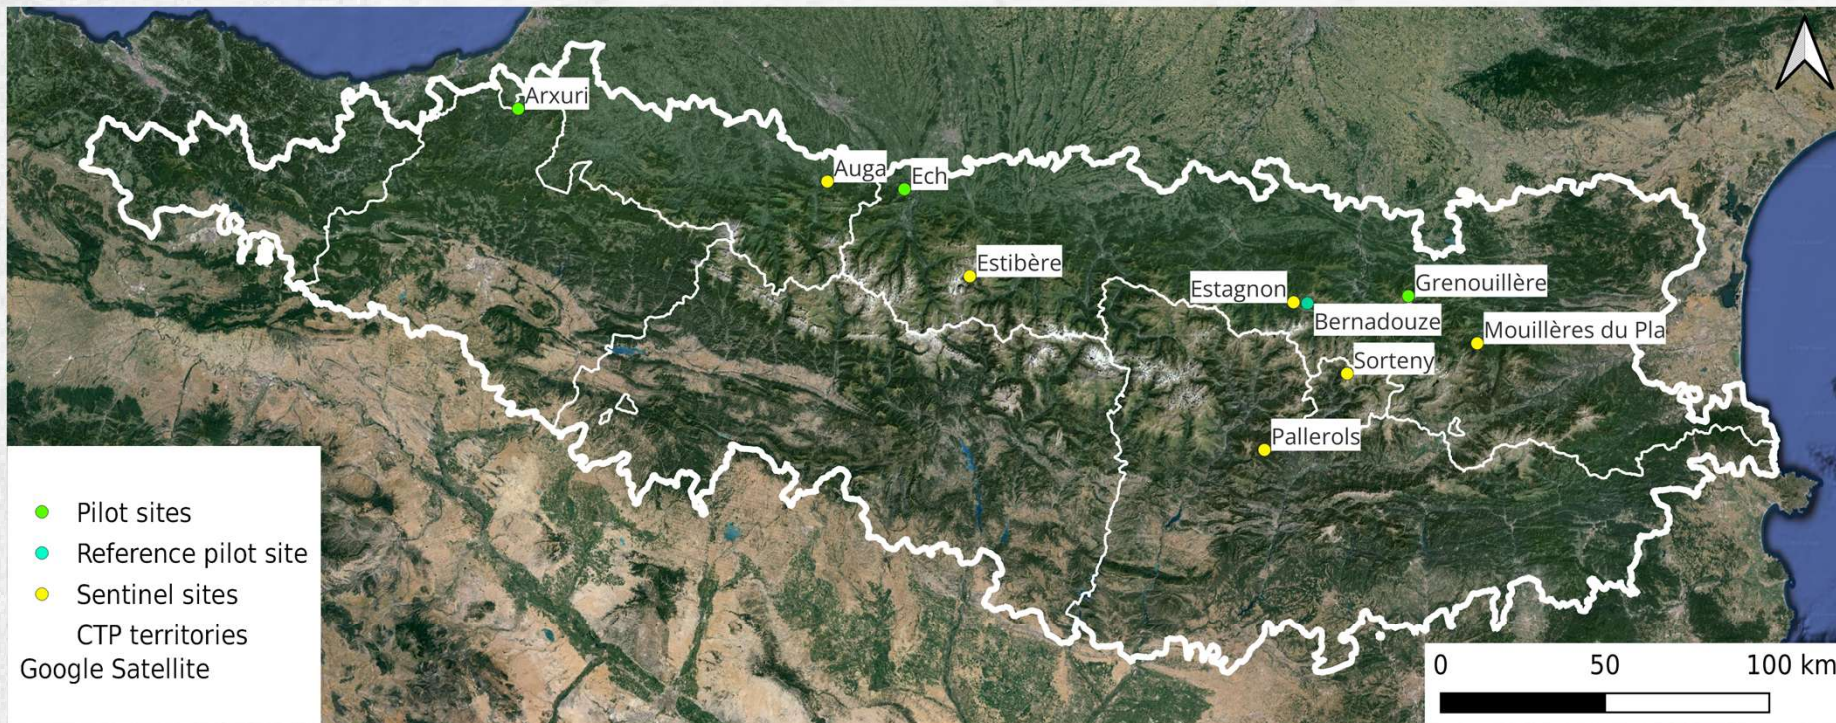 Arxuri
Auga
Ech
Estibère
Estagnon
Grenouillère
Bernadouze
Mouillères du Pla
Sorteny
Pallerols
Pilot sites
Reference pilot site
Sentinel sites
CTP territories
Google Satellite
0 50 100 km